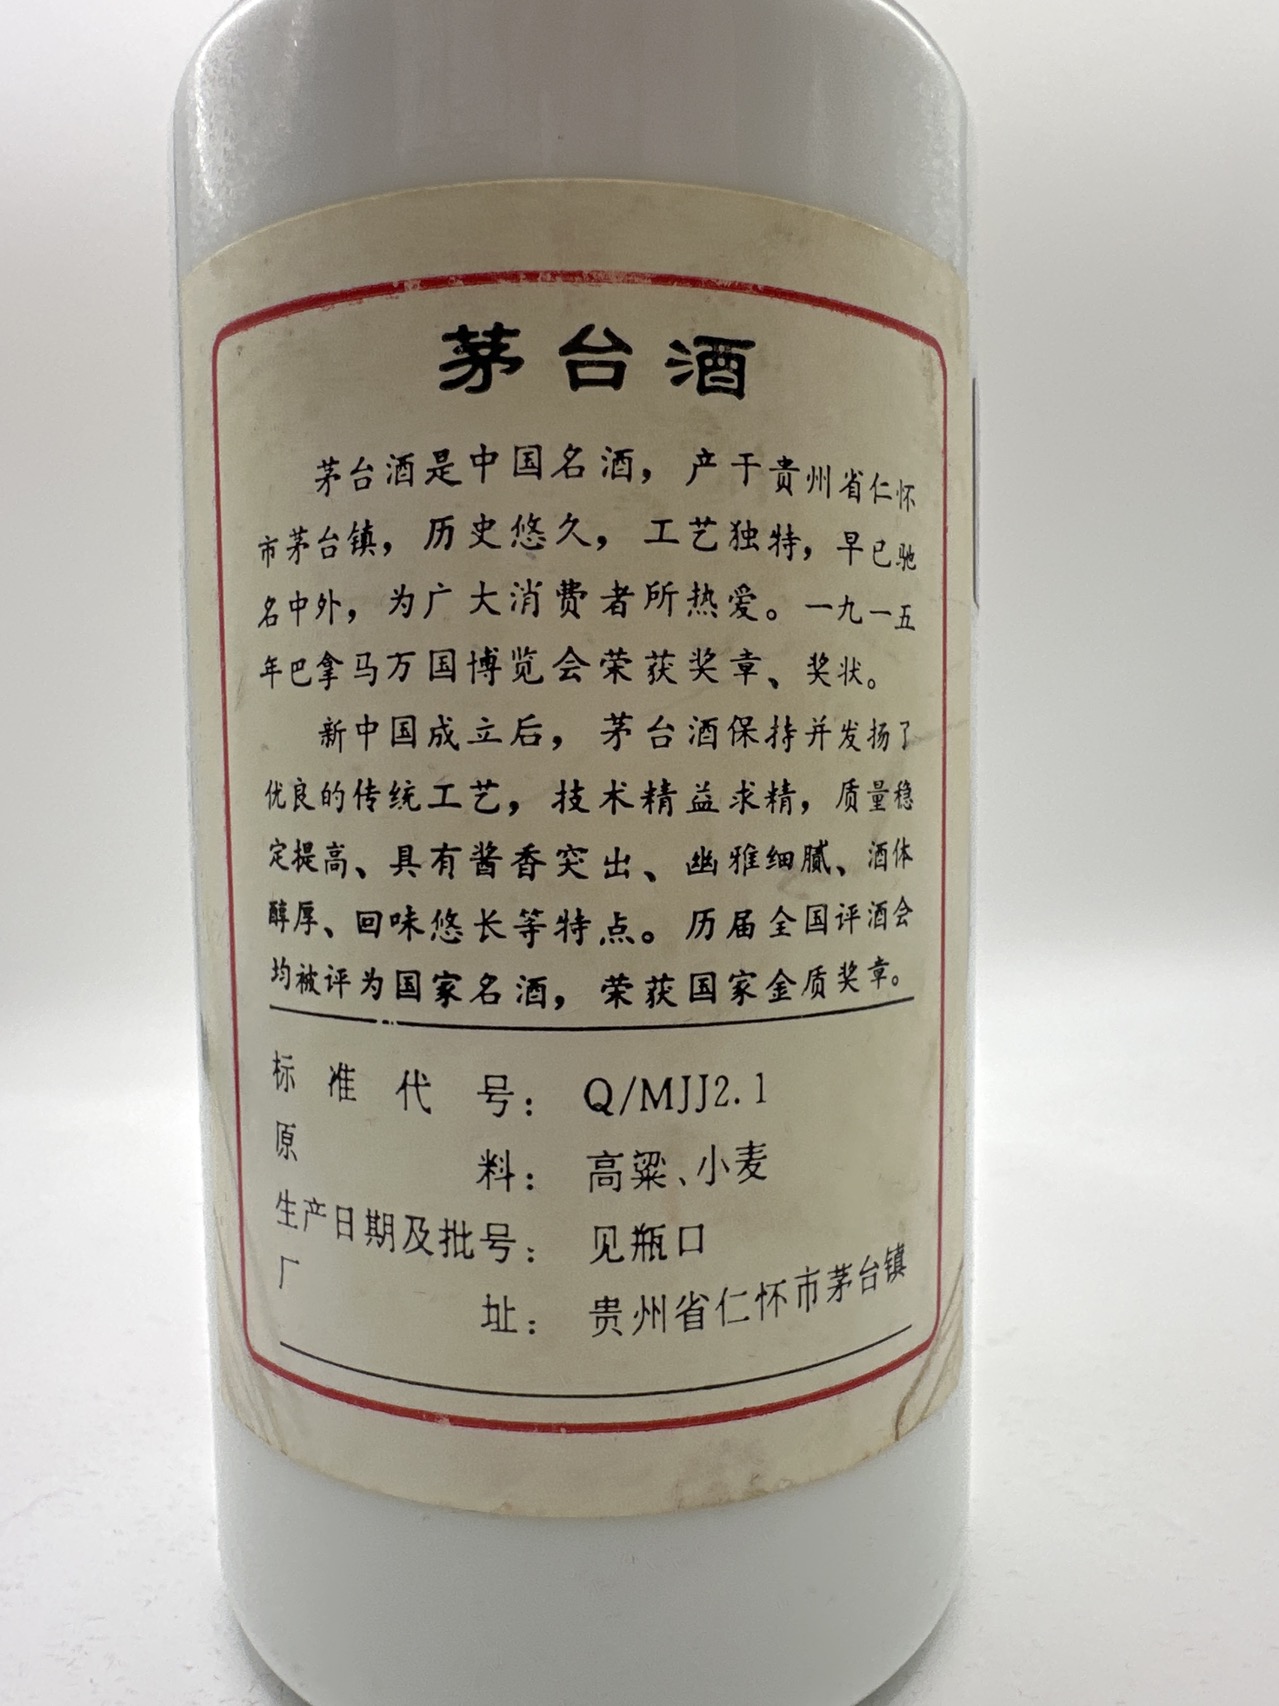 茅台酒
茅台酒是中国名酒，产于贵州省仁怀
市茅台镇，历史悠久，工艺独特，早已驰
名中外，为广大消费者所热爱。一九一五
年巴拿马万国博览会荣获奖章、奖状。
新中国成立后，茅台酒保持并发扬了
优良的传统工艺，技术精益求精，质量稳
定提高、具有酱香突出、幽雅细腻、酒体
醇厚、回味悠长等特点。历届全国评酒会
均被评为国家名酒，荣获国家金质奖章。
标准代号：Q/MJJ2.1
原料：高粱、小麦
生产日期及批号：见瓶口
厂址：贵州省仁怀市茅台镇